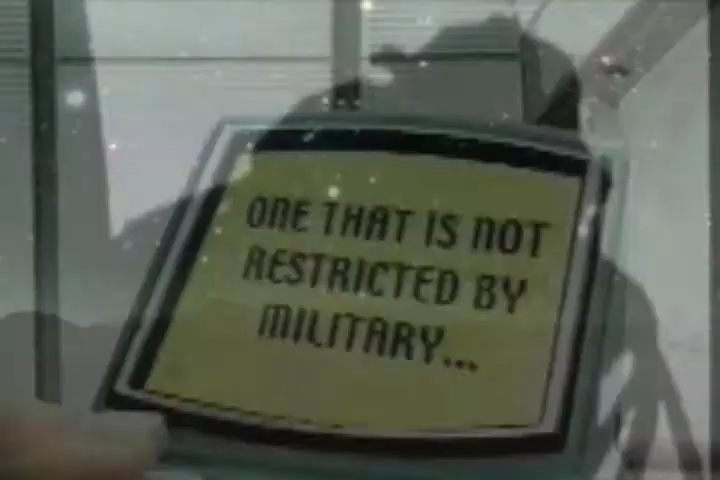 ONE THAT IS NOT
RESTRICTED BY
MILITARY...